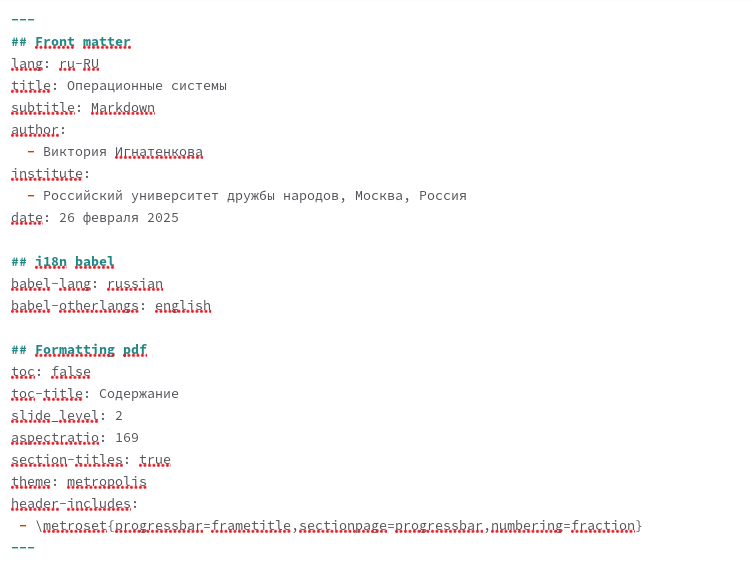 ---
## Front matter
lang: ru-RU
title: Операционные системы
subtitle: Markdown
author:
  - Виктория Игнатенкова
institute:
  - Российский университет дружбы народов, Москва, Россия
date: 26 февраля 2025

## i18n babel
babel-lang: russian
babel-otherlangs: english

## Formatting pdf
toc: false
toc-title: Содержание
slide_level: 2
aspectratio: 169
section-titles: true
theme: metropolis
header-includes:
 - \metroset{progressbar=frametitle,sectionpage=progressbar,numbering=fraction}
---